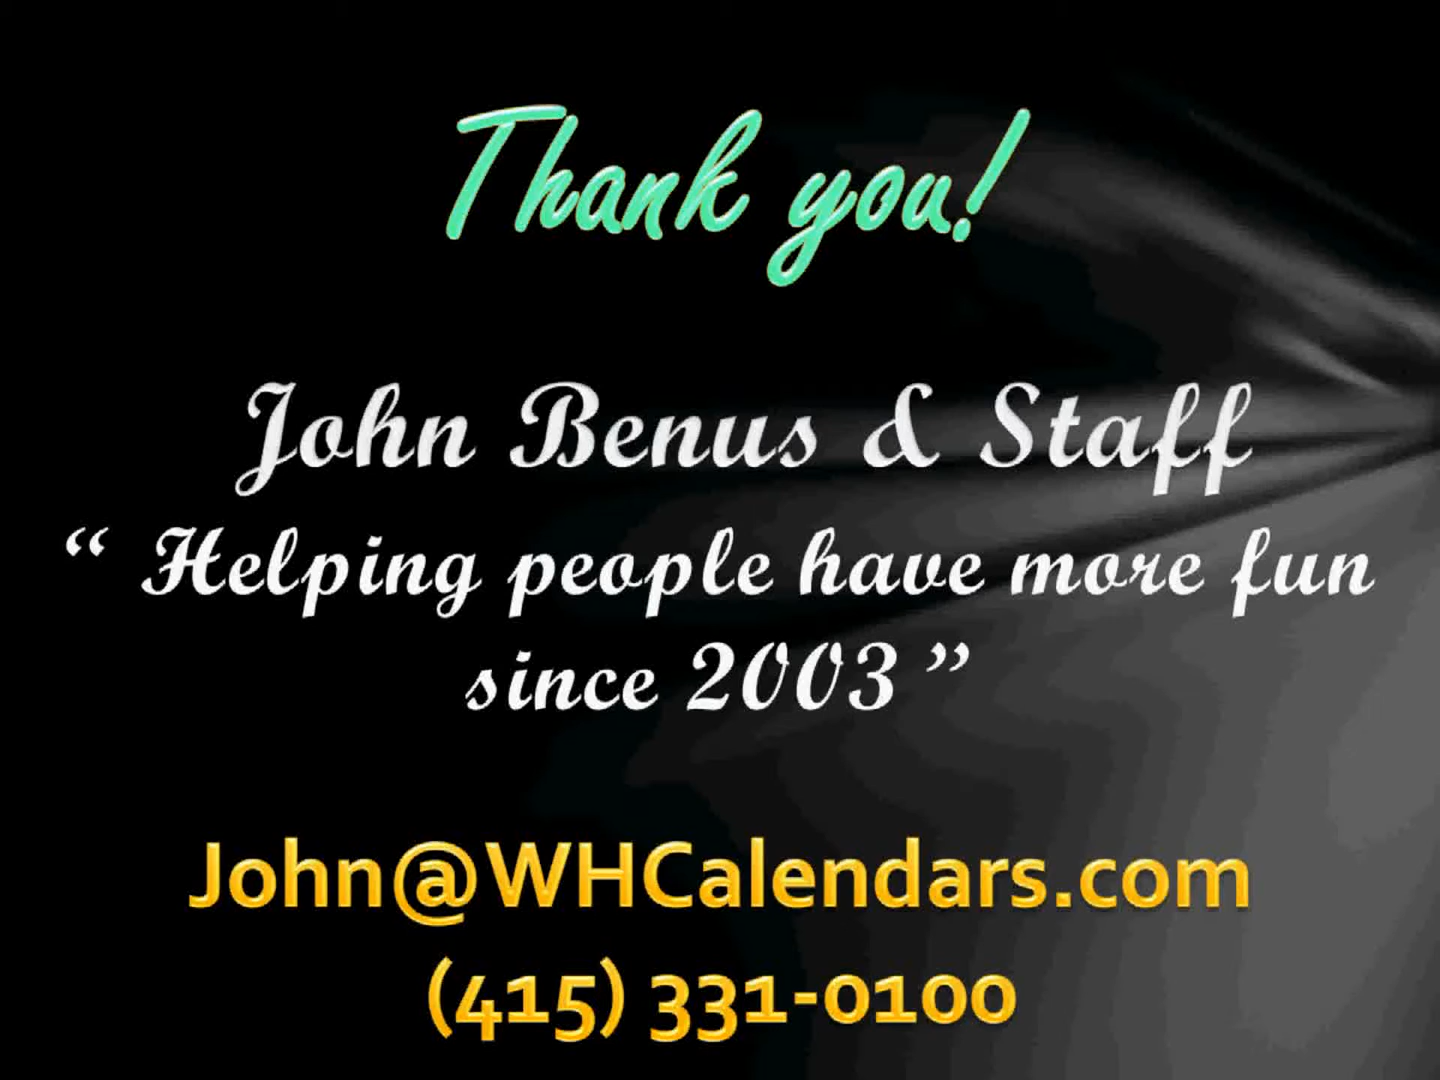 Thank you!
John Benus & Staff
“ Helping people have more fun
since 2003 ”
John@WHCalendars.com
(415) 331-0100